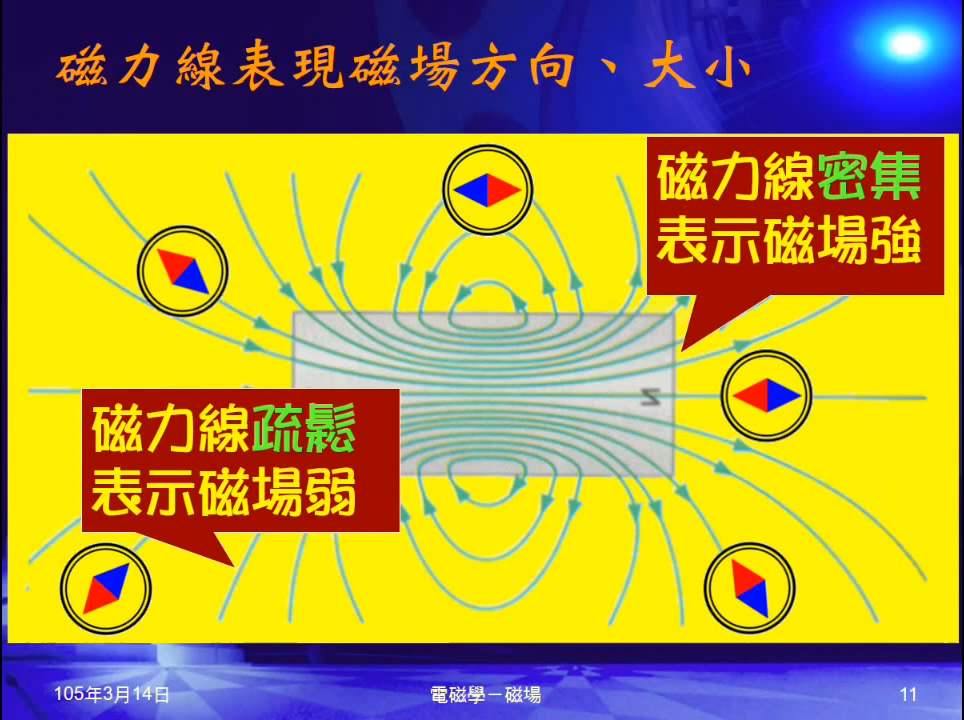 磁力線表現磁場方向、大小
磁力線密集
表示磁場強
N
磁力線疏鬆
表示磁場弱
105年3月14日
電磁學－磁場
11